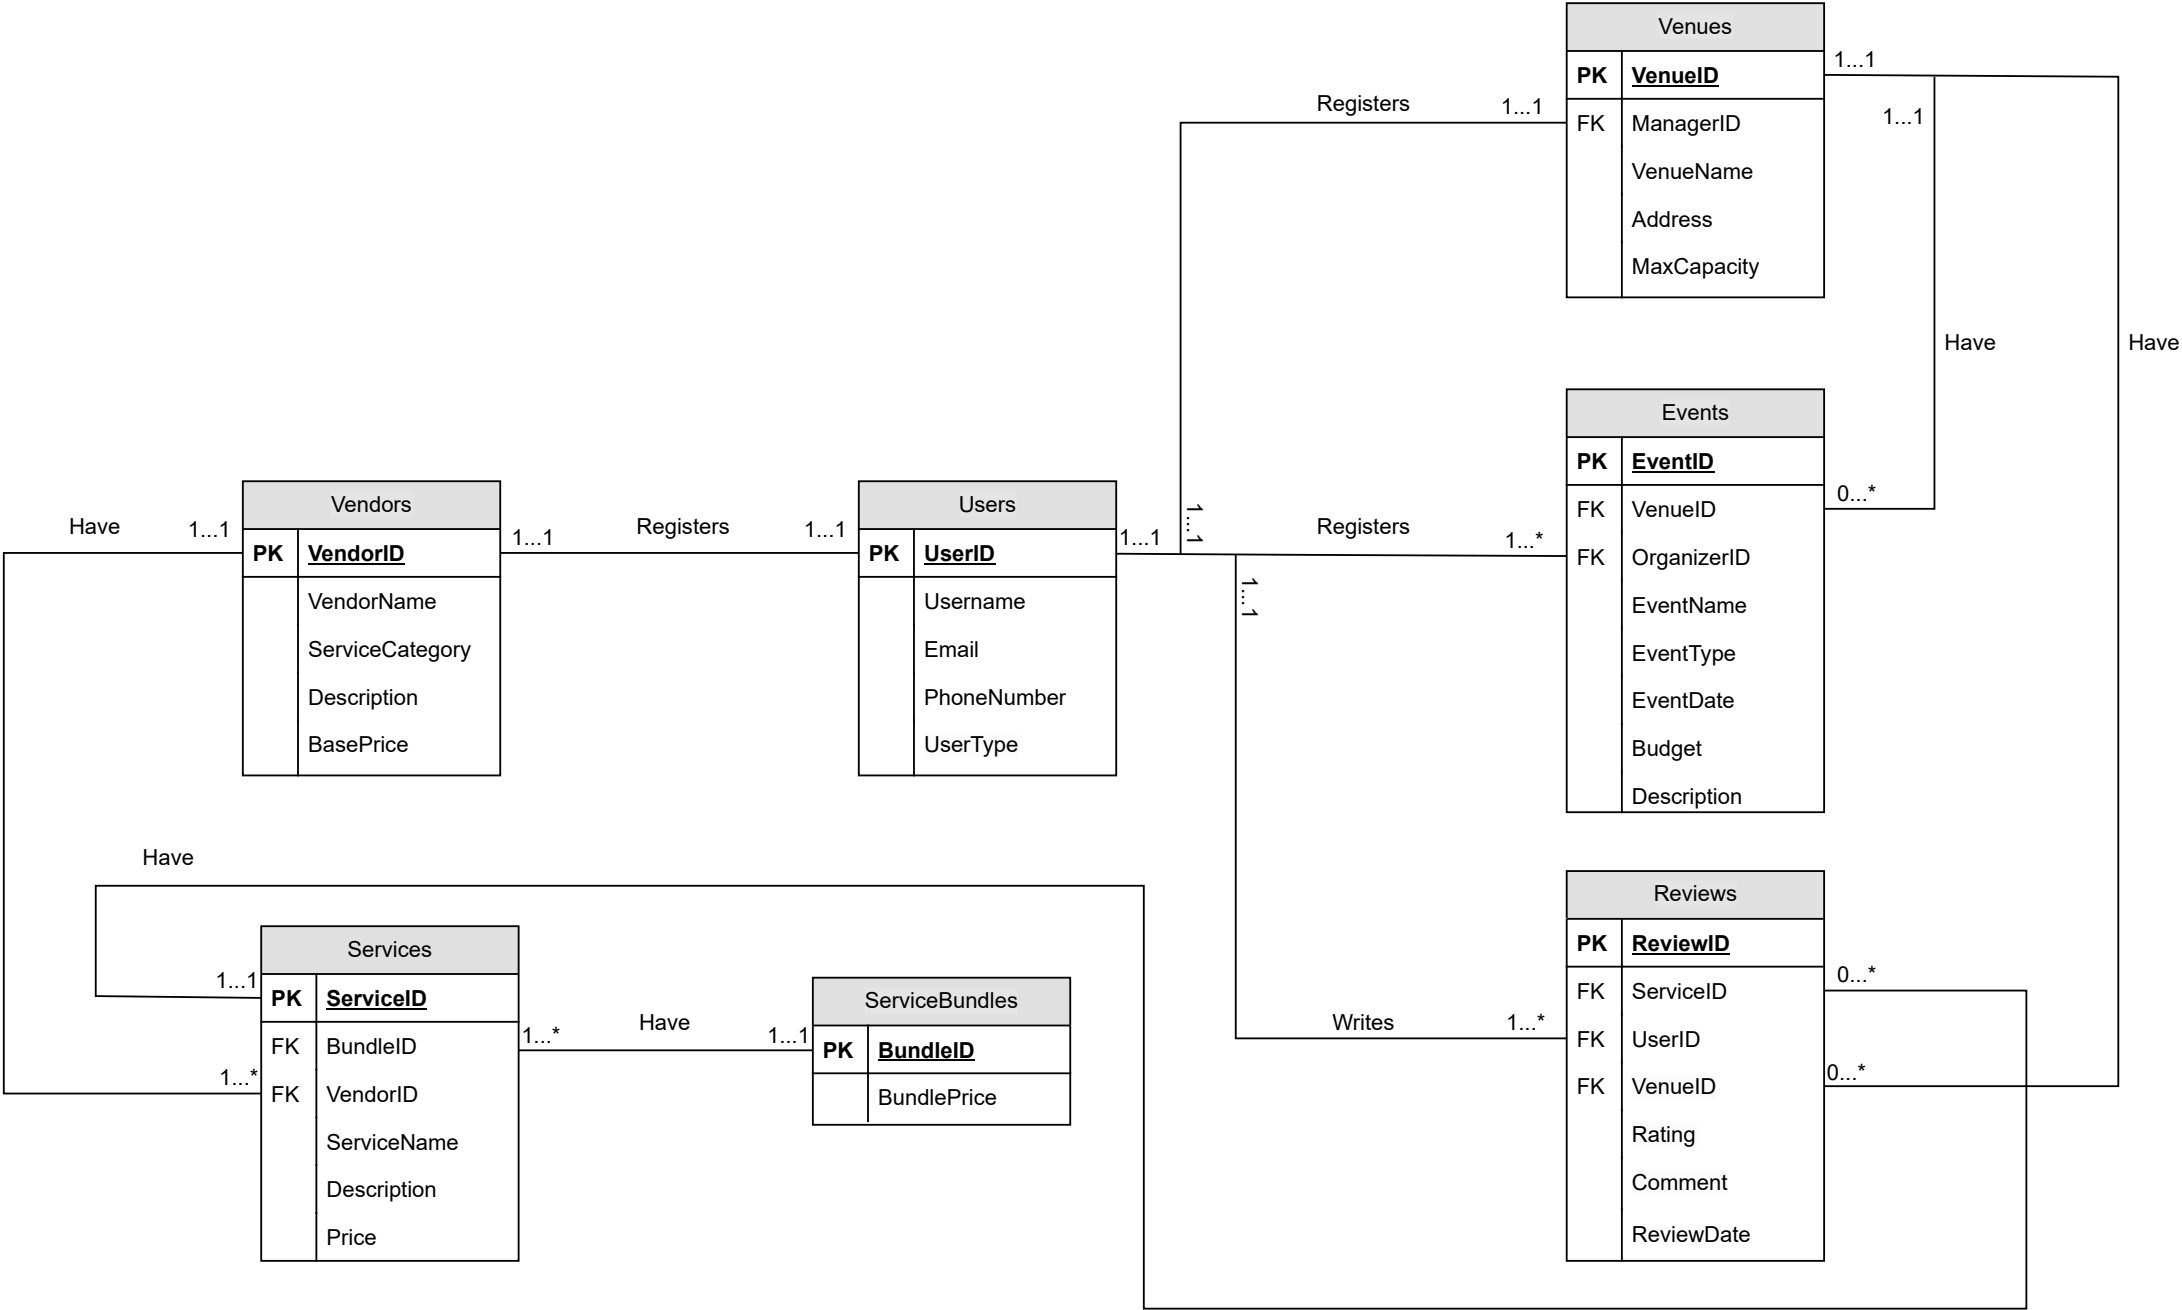 Venues
PK VenueID
FK ManagerID
VenueName
Address
MaxCapacity
1...1
1...1
Registers
1...1
1...1
Have
Have
Events
PK EventID
FK VenueID
FK OrganizerID
EventName
EventType
EventDate
Budget
Description
0...*
Registers
1...*
Vendors
PK VendorID
VendorName
ServiceCategory
Description
BasePrice
Have
1...1
1...1
Registers
1...1
Users
PK UserID
Username
Email
PhoneNumber
UserType
1...1
1...1
Have
Services
PK ServiceID
FK BundleID
FK VendorID
ServiceName
Description
Price
1...1
1...*
1...*
Have
1...1
ServiceBundles
PK BundleID
BundlePrice
Writes
1...*
Reviews
PK ReviewID
FK ServiceID
FK UserID
FK VenueID
Rating
Comment
ReviewDate
0...*
0...*